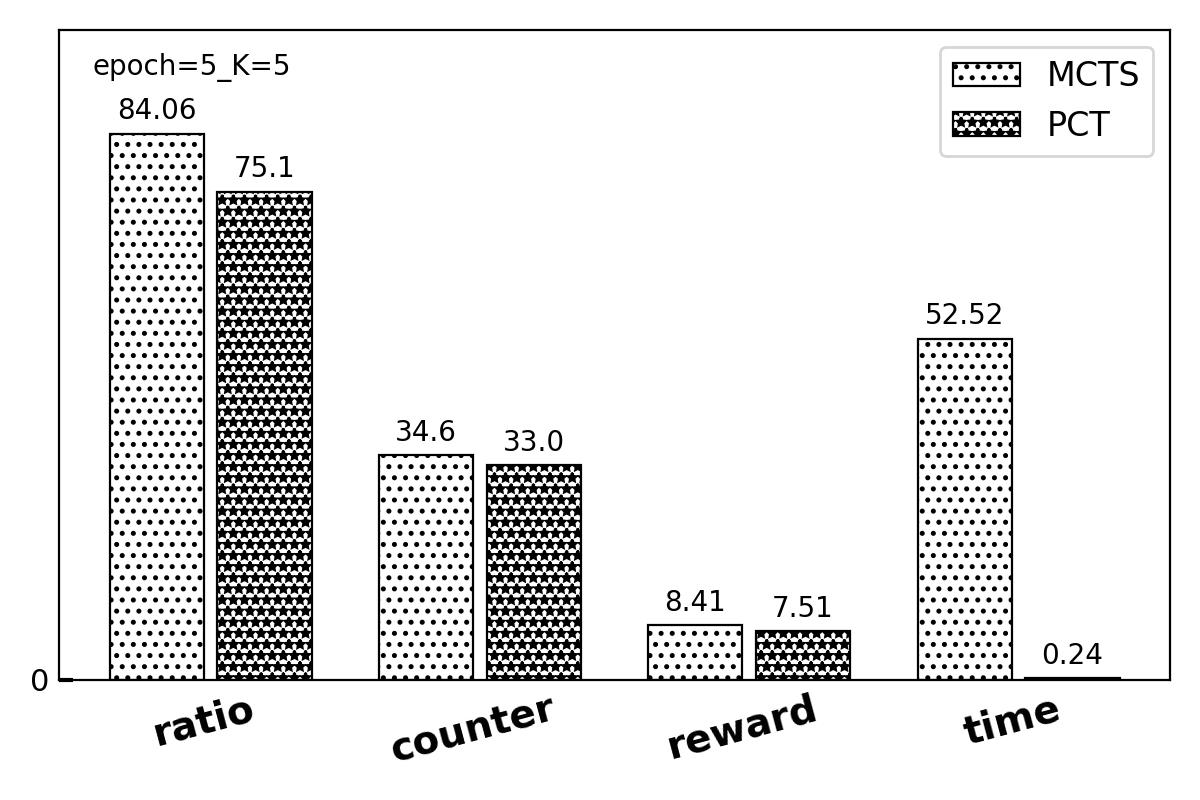 epoch=5_K=5
MCTS
PCT
84.06
75.1
34.6
33.0
8.41
7.51
52.52
0.24
0
ratio
counter
reward
time